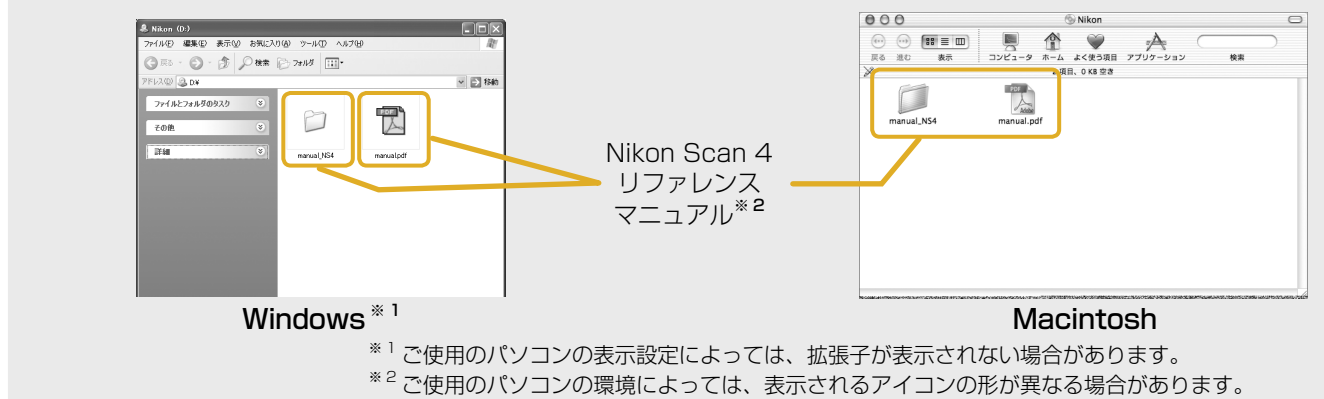 Nikon (D:)
ファイル(F) 編集(E) 表示(V) お気に入り(A) ツール(T) ヘルプ(H)
戻る 検索 フォルダ
アドレス(D) D:¥ 移動
ファイルとフォルダのタスク
その他
詳細
manual_NS4 manual.pdf
Windows※1
Nikon Scan 4
リファレンス
マニュアル※2
Nikon
戻る 進む 表示 コンピュータ ホーム よく使う項目 アプリケーション 検索
項目、0 KB 空き
PDF
PDF
Adobe
manual_NS4 manual.pdf
Macintosh
※1 ご使用のパソコンの表示設定によっては、拡張子が表示されない場合があります。
※2 ご使用のパソコンの環境によっては、表示されるアイコンの形が異なる場合があります。